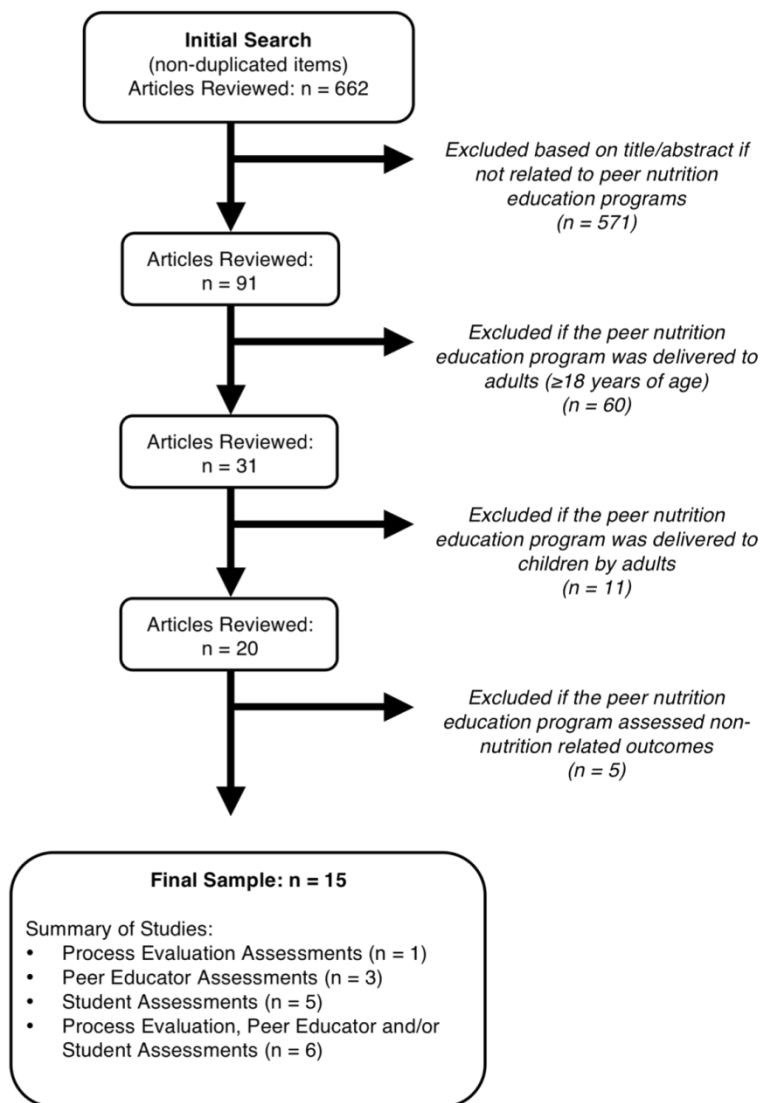 Initial Search
(non-duplicated items)
Articles Reviewed: n = 662
Excluded based on title/abstract if
not related to peer nutrition
education programs
(n = 571)
Articles Reviewed:
n = 91
Excluded if the peer nutrition
education program was delivered to
adults (≥18 years of age)
(n = 60)
Articles Reviewed:
n = 31
Excluded if the peer nutrition
education program was delivered to
children by adults
(n = 11)
Articles Reviewed:
n = 20
Excluded if the peer nutrition
education program assessed non-
nutrition related outcomes
(n = 5)
Final Sample: n = 15
Summary of Studies:
• Process Evaluation Assessments (n = 1)
• Peer Educator Assessments (n = 3)
• Student Assessments (n = 5)
• Process Evaluation, Peer Educator and/or
Student Assessments (n = 6)